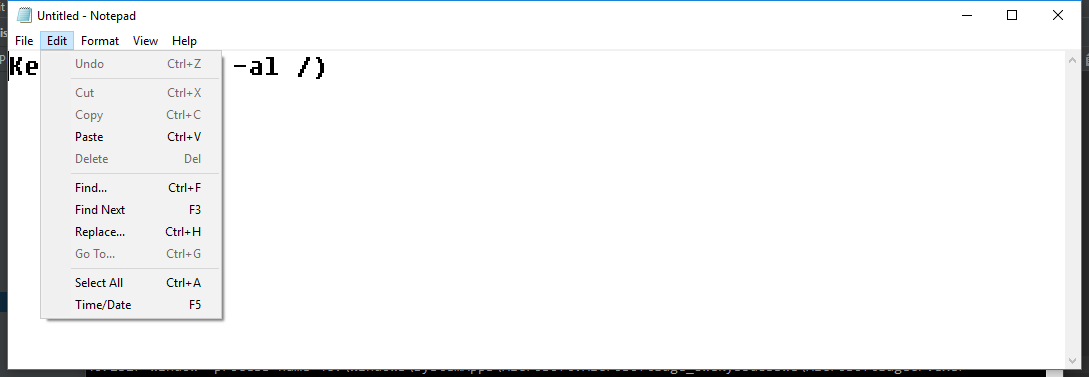 Untitled - Notepad
File Edit Format View Help
Ke -al /)
Undo Ctrl+Z
Cut Ctrl+X
Copy Ctrl+C
Paste Ctrl+V
Delete Del
Find... Ctrl+F
Find Next F3
Replace... Ctrl+H
Go To... Ctrl+G
Select All Ctrl+A
Time/Date F5